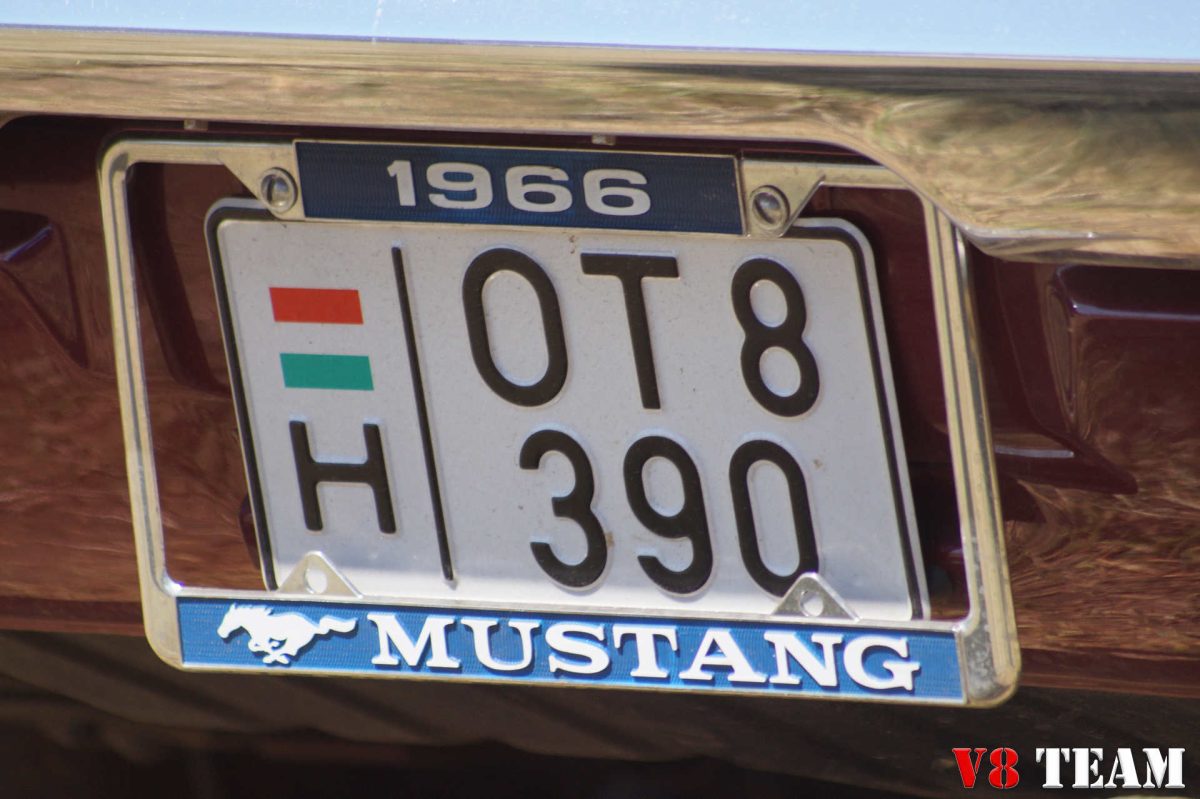 1966
OT8
H
390
MUSTANG
V8 TEAM